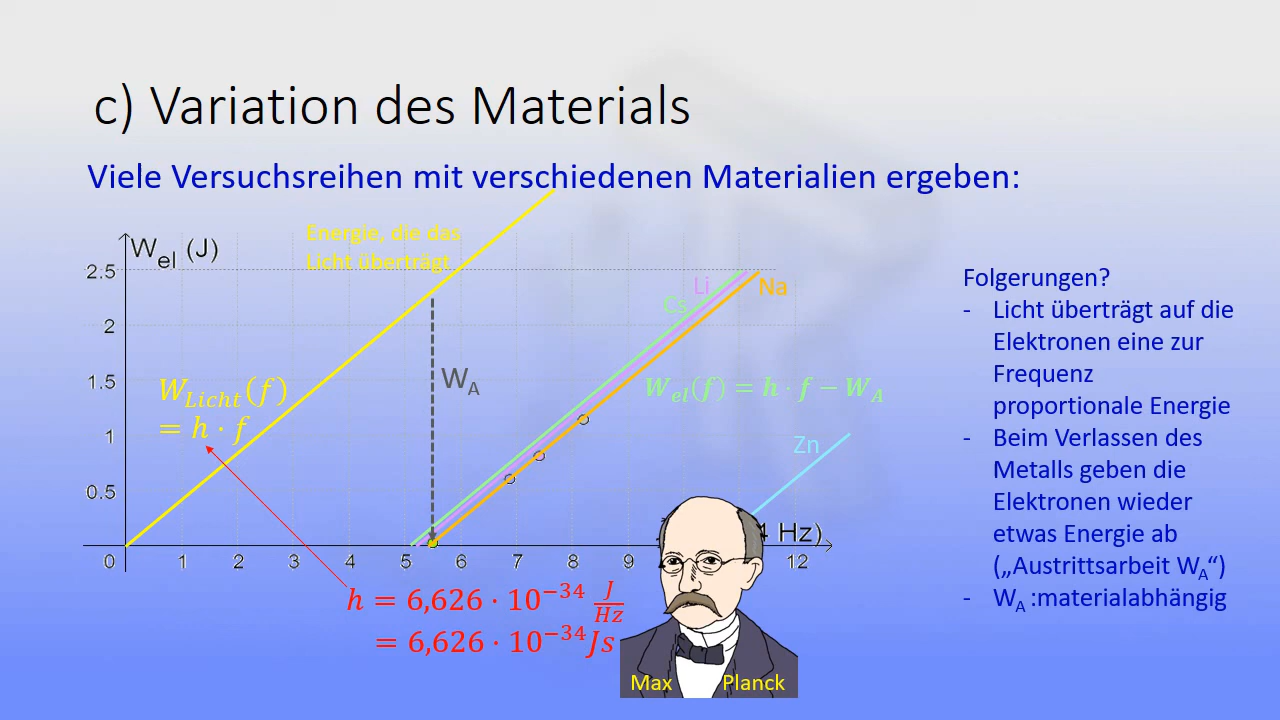 c) Variation des Materials
Viele Versuchsreihen mit verschiedenen Materialien ergeben:
W_el (J)
Energie, die das
Licht überträgt
2.5
2
1.5
1
0.5
0 1 2 3 4 5 6 7 8 9 12
4 Hz)
W_Licht(f)
= h · f
W_A
Li
Cs
Na
W_el(f) = h · f − W_A
Zn
h = 6,626 · 10^−34 J/Hz
= 6,626 · 10^−34 Js
Max Planck
Folgerungen?
- Licht überträgt auf die
Elektronen eine zur
Frequenz
proportionale Energie
- Beim Verlassen des
Metalls geben die
Elektronen wieder
etwas Energie ab
(„Austrittsarbeit W_A“)
- W_A :materialabhängig